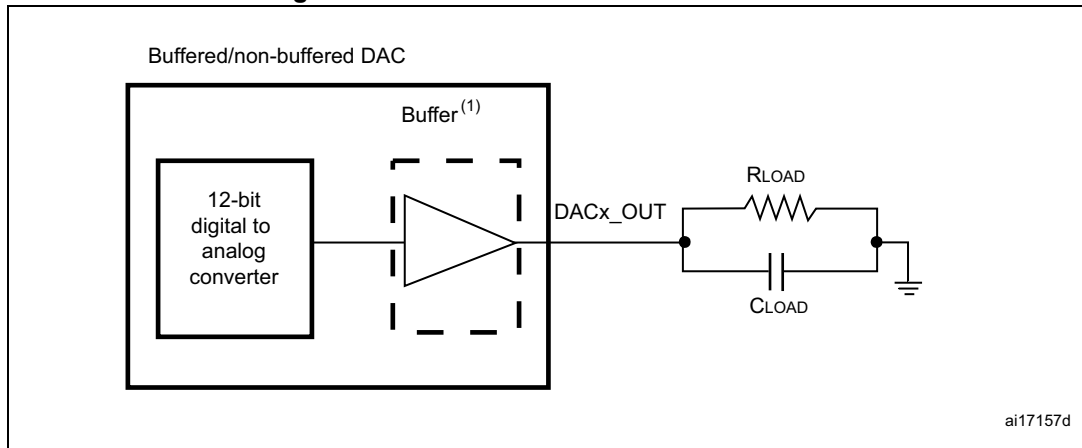 Buffered/non-buffered DAC
Buffer(1)
12-bit
digital to
analog
converter
DACx_OUT
RLOAD
CLOAD
ai17157d